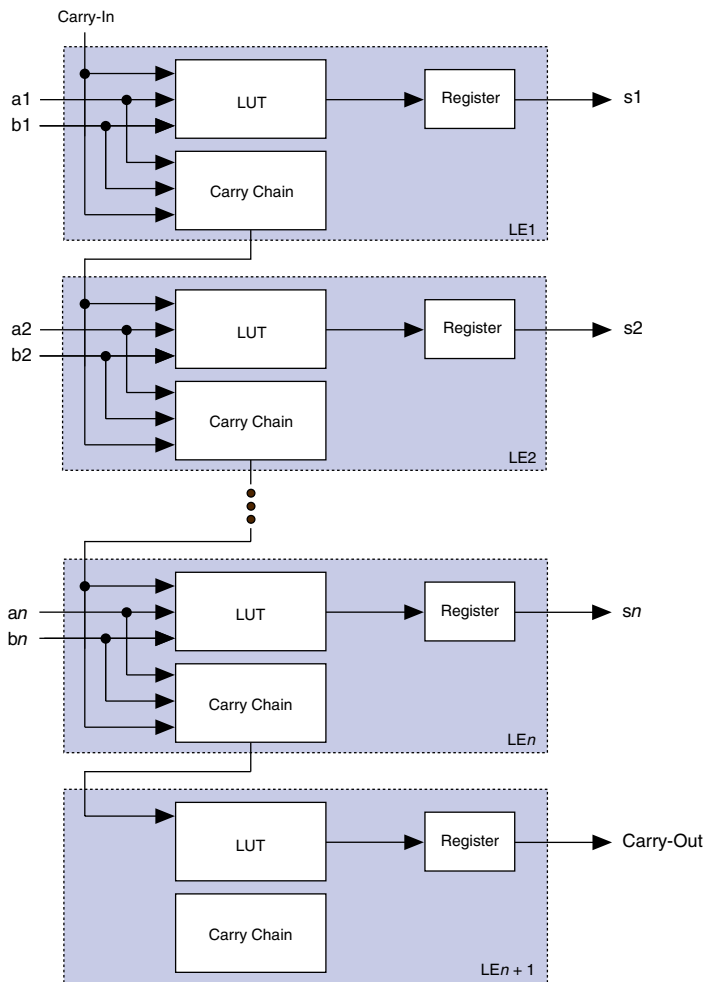 Carry-In
a1
b1
LUT
Register
s1
Carry Chain
LE1
a2
b2
LUT
Register
s2
Carry Chain
LE2
an
bn
LUT
Register
sn
Carry Chain
LEn
LUT
Register
Carry-Out
Carry Chain
LEn + 1